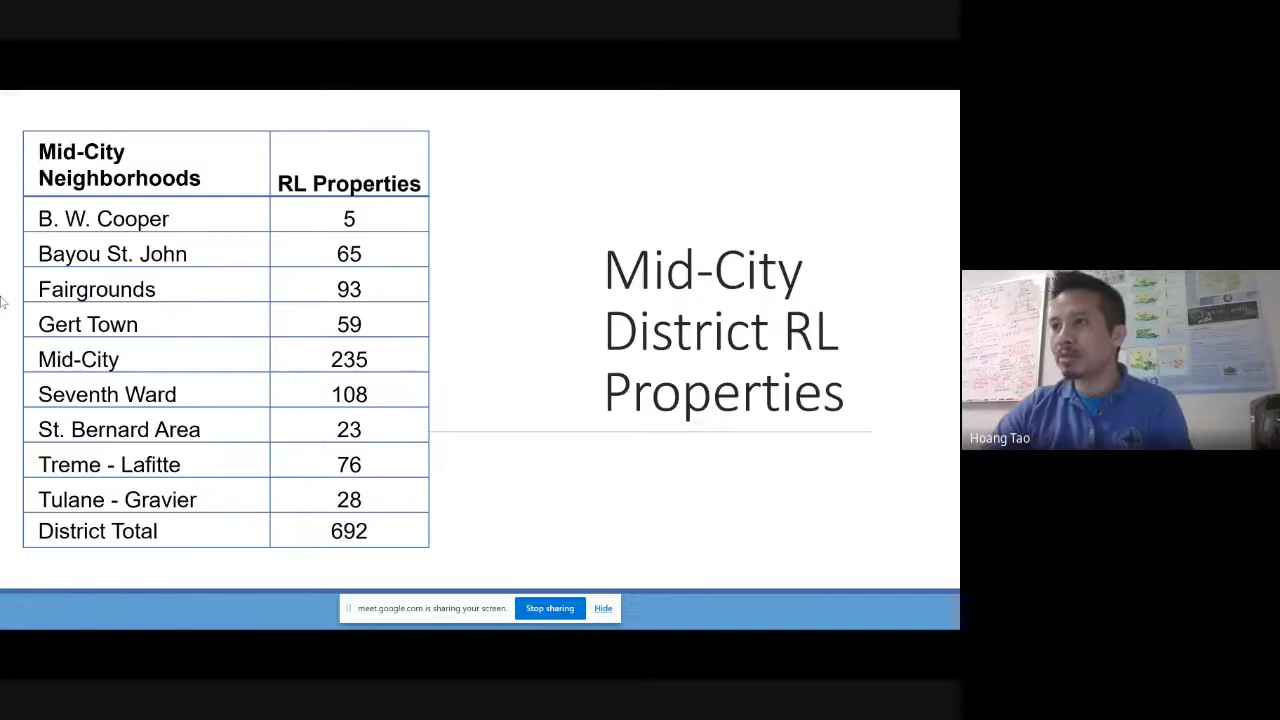 Mid-City
Neighborhoods
RL Properties
B. W. Cooper 5
Bayou St. John 65
Fairgrounds 93
Gert Town 59
Mid-City 235
Seventh Ward 108
St. Bernard Area 23
Treme - Lafitte 76
Tulane - Gravier 28
District Total 692
Mid-City
District RL
Properties
meet.google.com is sharing your screen. Stop sharing Hide
Hoang Tao